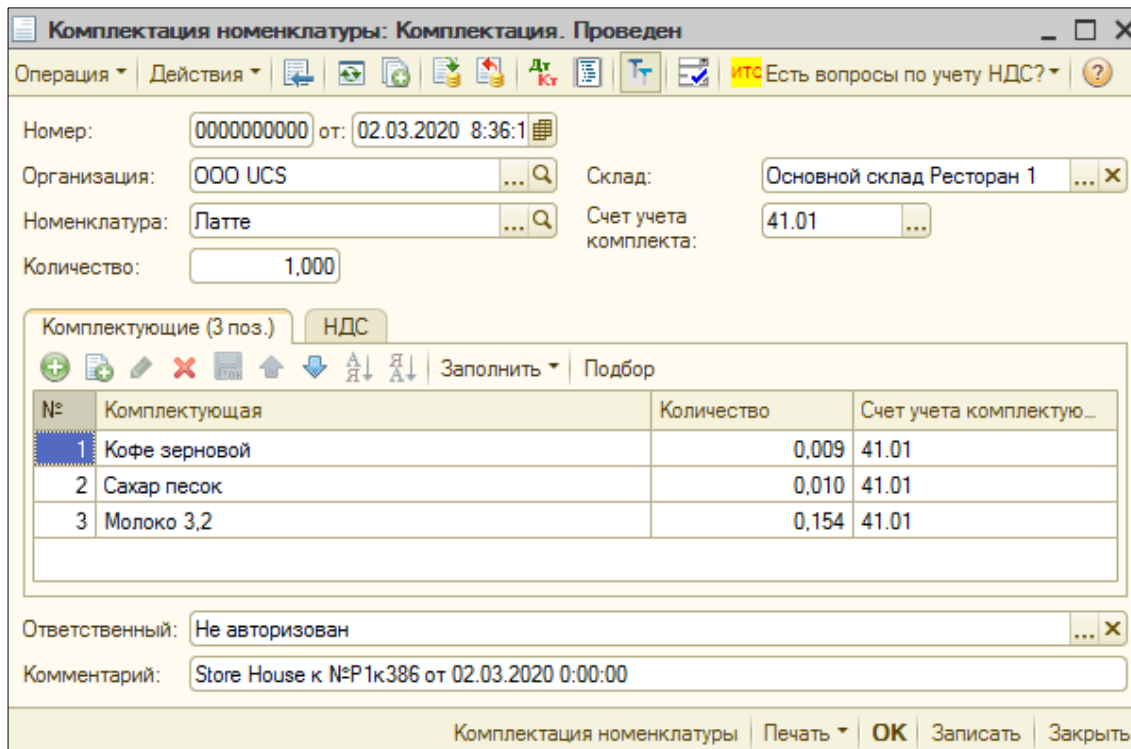 Комплектация номенклатуры: Комплектация. Проведен
Операция Действия Дт Кт Тт ИТС Есть вопросы по учету НДС? ?
Номер: 0000000000 от: 02.03.2020 8:36:1
Организация: ООО UCS ... Склад: Основной склад Ресторан 1 ... ×
Номенклатура: Латте ... Счет учета комплекта: 41.01 ...
Количество: 1,000
Комплектующие (3 поз.) НДС
А Я Я А Заполнить Подбор
№ Комплектующая Количество Счет учета комплектую...
1 Кофе зерновой 0,009 41.01
2 Сахар песок 0,010 41.01
3 Молоко 3,2 0,154 41.01
Ответственный: Не авторизован ... ×
Комментарий: Store House к №Р1к386 от 02.03.2020 0:00:00
Комплектация номенклатуры Печать ОК Записать Закрыть